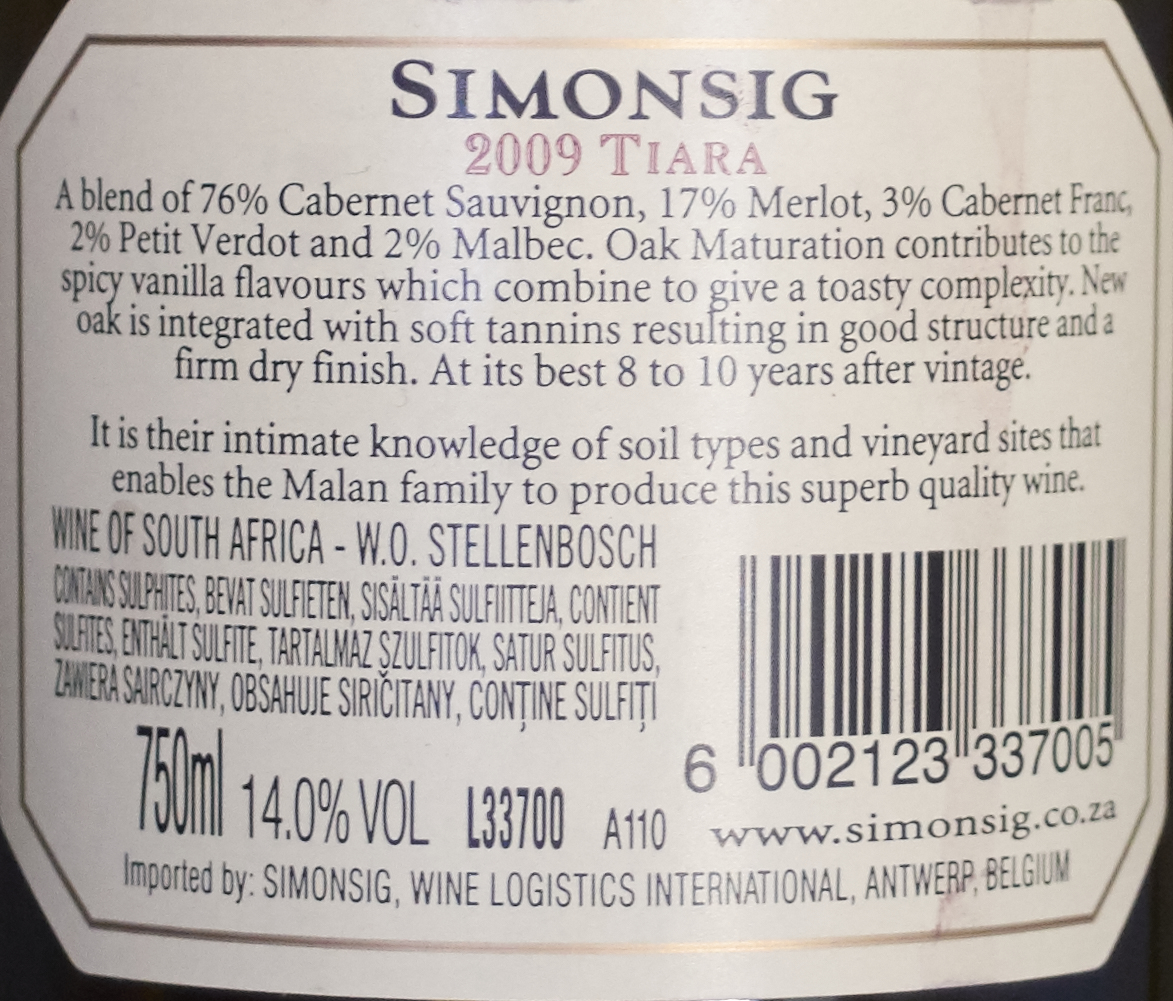 SIMONSIG
2009 TIARA
A blend of 76% Cabernet Sauvignon, 17% Merlot, 3% Cabernet Franc,
2% Petit Verdot and 2% Malbec. Oak Maturation contributes to the
spicy vanilla flavours which combine to give a toasty complexity. New
oak is integrated with soft tannins resulting in good structure and a
firm dry finish. At its best 8 to 10 years after vintage.
It is their intimate knowledge of soil types and vineyard sites that
enables the Malan family to produce this superb quality wine.
WINE OF SOUTH AFRICA - W.O. STELLENBOSCH
CONTAINS SULPHITES, BEVAT SULFIETEN, SISÄLTÄÄ SULFIITTEJA, CONTIENT
SULFITES, ENTHÄLT SULFITE, TARTALMAZ SZULFITOK, SATUR SULFITUS,
ZAWIERA SAIRCZYNY, OBSAHUJE SIRIČITANY, CONȚINE SULFIȚI
750ml 14.0% VOL L33700 A110
6 002123 337005
www.simonsig.co.za
Imported by: SIMONSIG, WINE LOGISTICS INTERNATIONAL, ANTWERP, BELGIUM